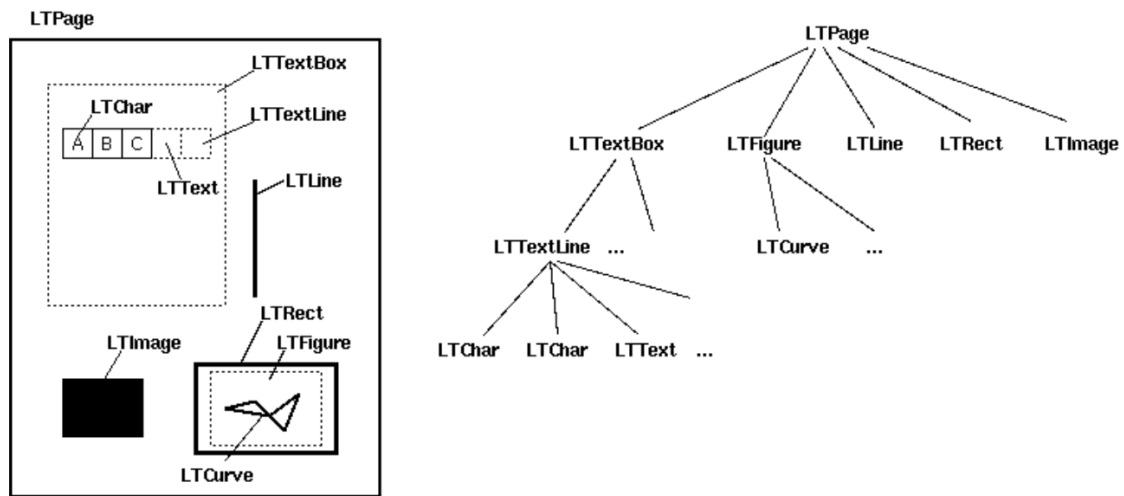 LTPage
LTTextBox
LTChar
LTTextLine
A B C
LTText
LTLine
LTRect
LTImage
LTFigure
LTCurve
LTPage
LTTextBox LTFigure LTLine LTRect LTImage
LTTextLine ... LTCurve ...
LTChar LTChar LTText ...